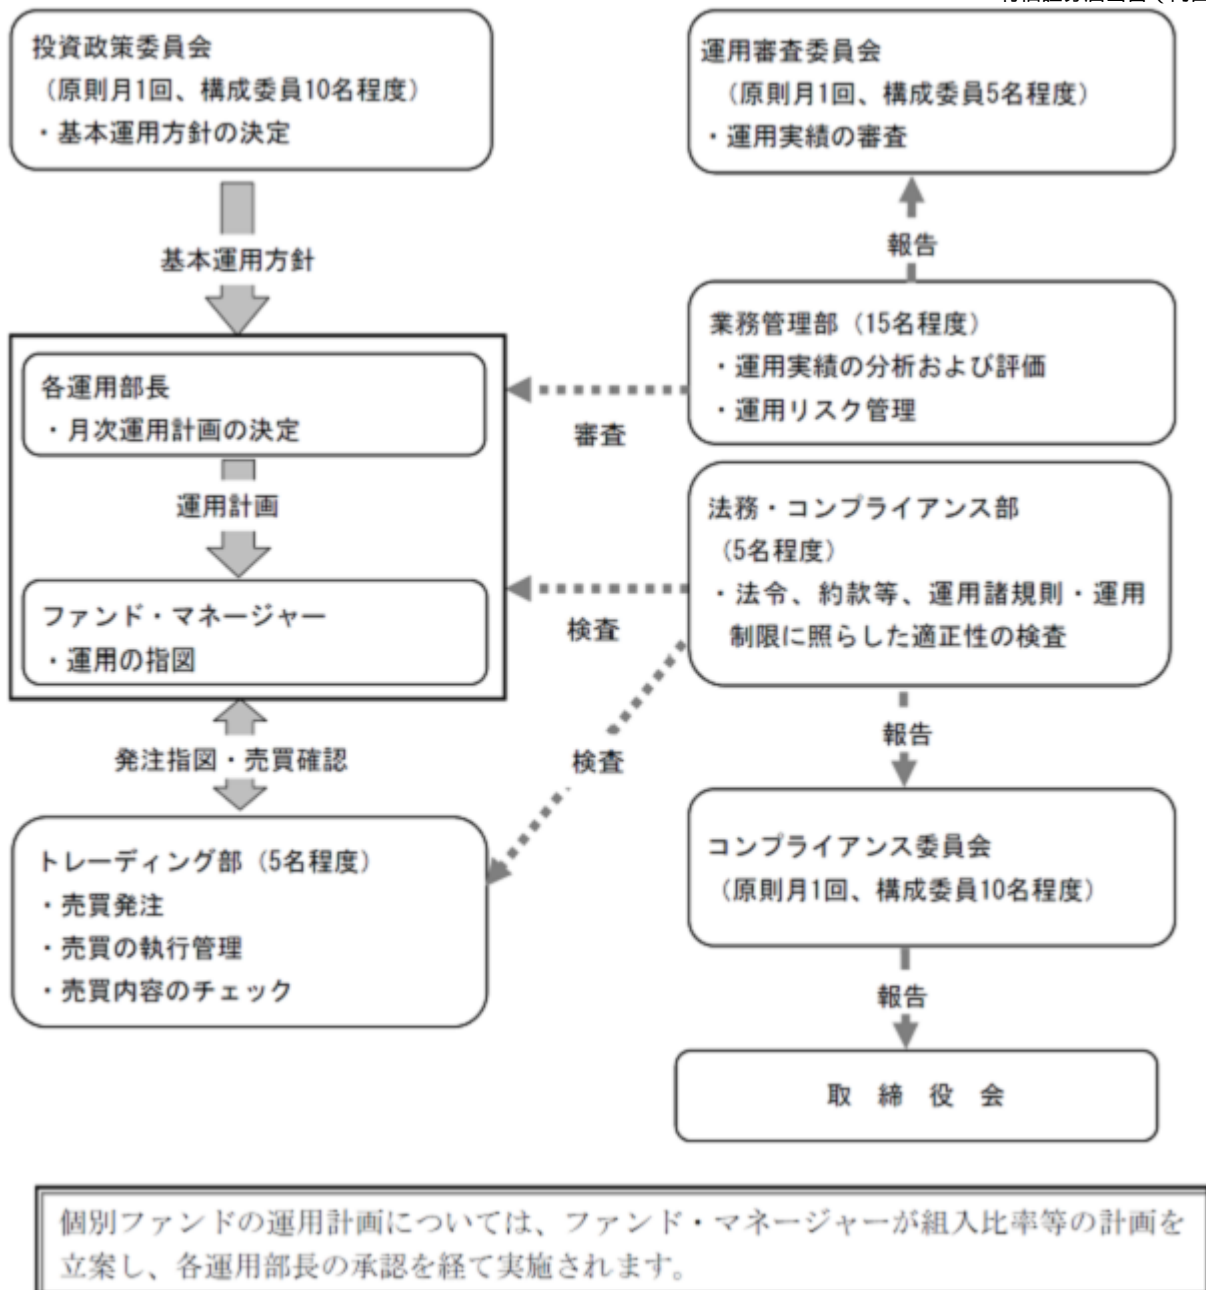 投資政策委員会
（原則月1回、構成委員10名程度）
・基本運用方針の決定
基本運用方針
各運用部長
・月次運用計画の決定
運用計画
ファンド・マネージャー
・運用の指図
発注指図・売買確認
トレーディング部（5名程度）
・売買発注
・売買の執行管理
・売買内容のチェック
運用審査委員会
（原則月1回、構成委員5名程度）
・運用実績の審査
報告
業務管理部（15名程度）
・運用実績の分析および評価
・運用リスク管理
審査
法務・コンプライアンス部
（5名程度）
・法令、約款等、運用諸規則・運用
制限に照らした適正性の検査
検査
検査
報告
コンプライアンス委員会
（原則月1回、構成委員10名程度）
報告
取 締 役 会
個別ファンドの運用計画については、ファンド・マネージャーが組入比率等の計画を
立案し、各運用部長の承認を経て実施されます。